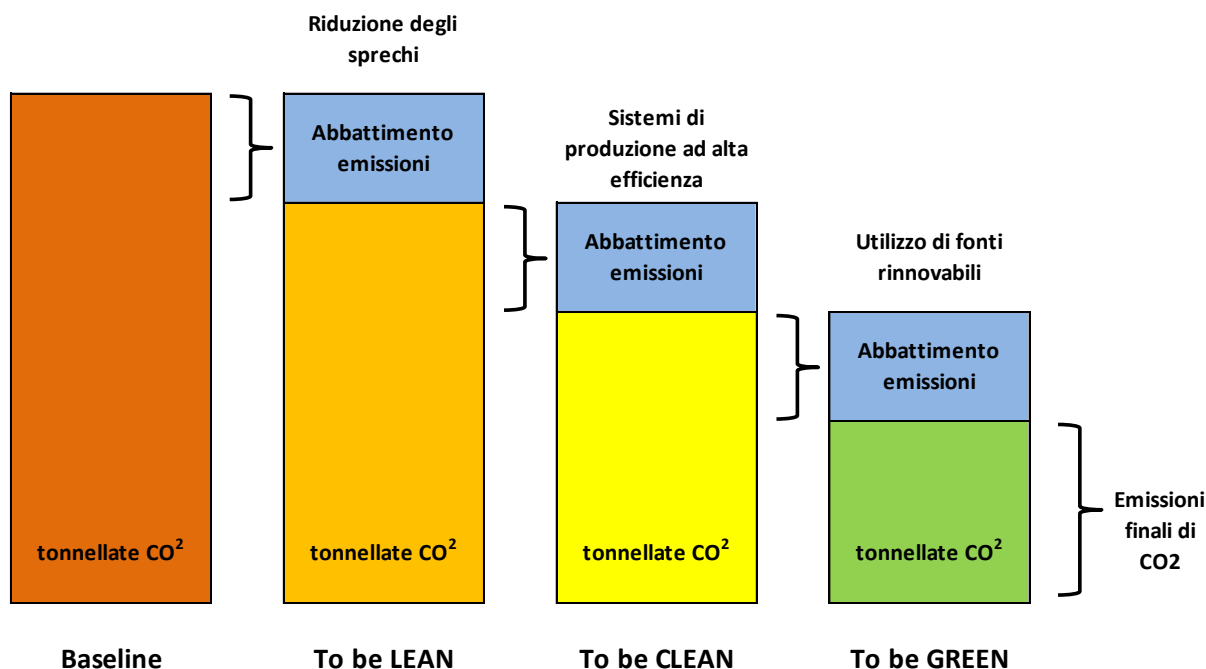 Riduzione degli
sprechi
Abbattimento
emissioni
Sistemi di
produzione ad alta
efficienza
Abbattimento
emissioni
Utilizzo di fonti
rinnovabili
Abbattimento
emissioni
tonnellate CO²
tonnellate CO²
tonnellate CO²
tonnellate CO²
Emissioni
finali di
CO2
Baseline
To be LEAN
To be CLEAN
To be GREEN